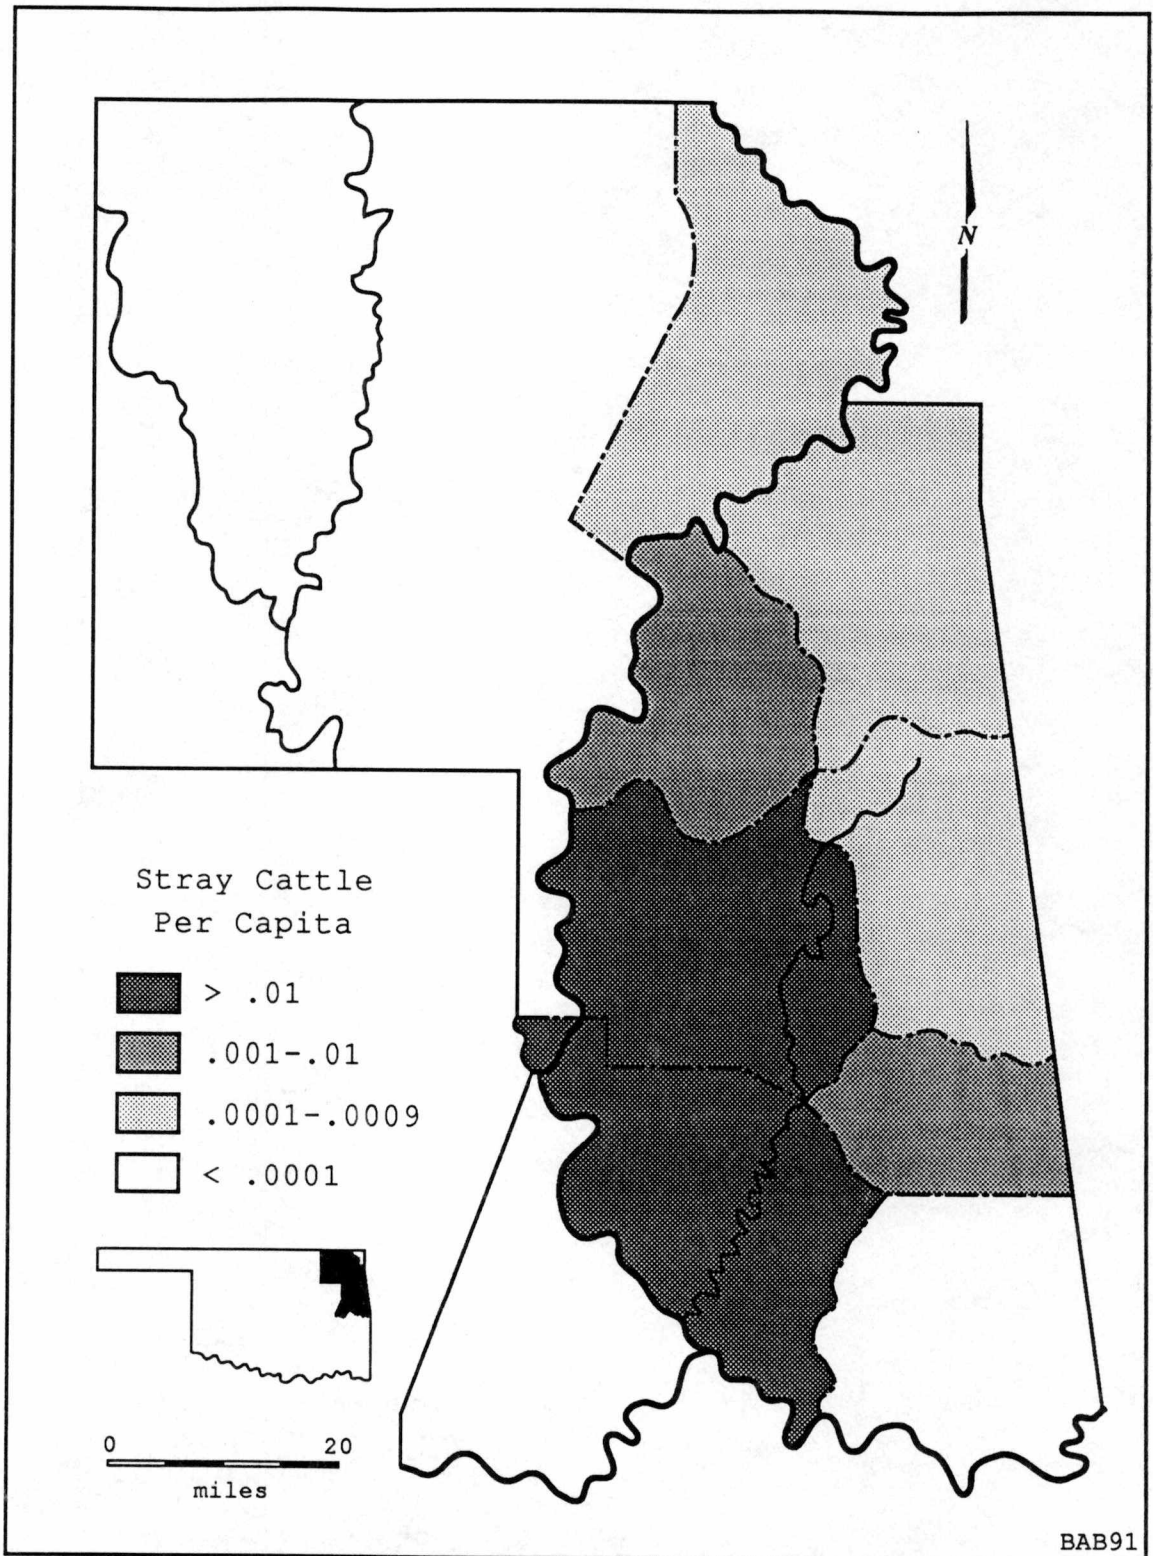 N
Stray Cattle
Per Capita
> .01
.001-.01
.0001-.0009
< .0001
0 20
miles
BAB91